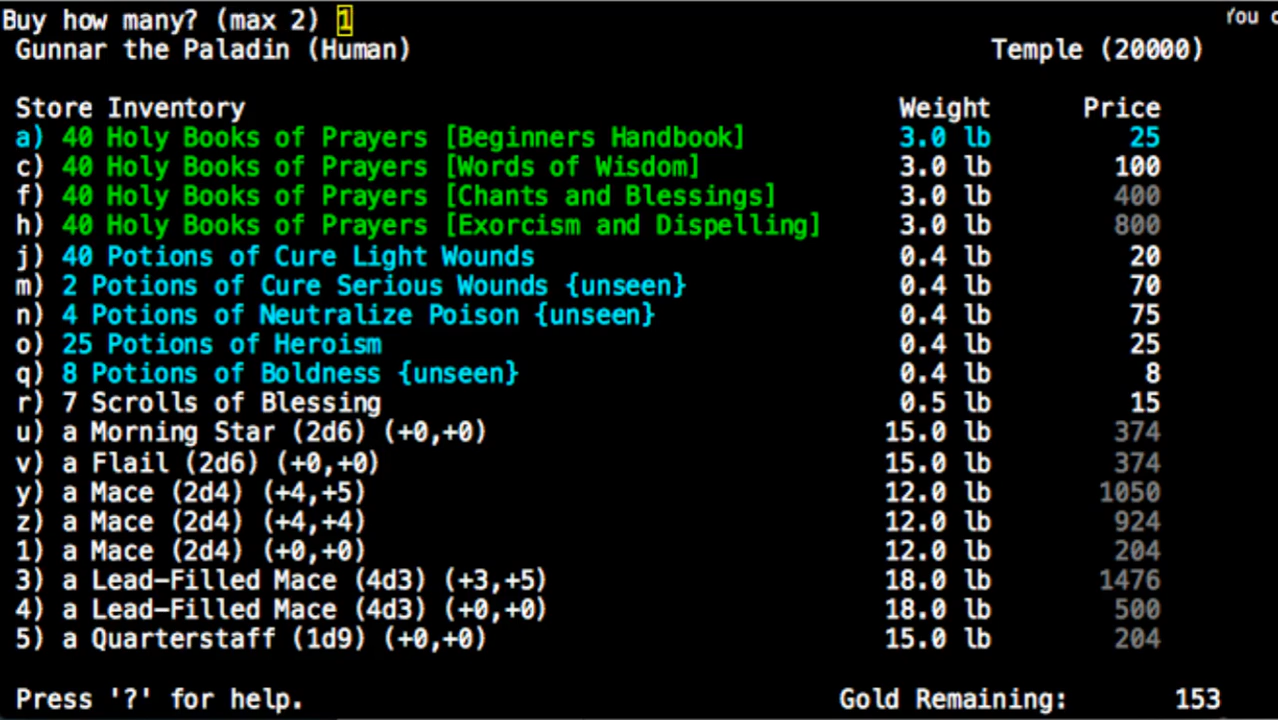 Buy how many? (max 2) 1 You
Gunnar the Paladin (Human) Temple (20000)
Store Inventory Weight Price
a) 40 Holy Books of Prayers [Beginners Handbook] 3.0 lb 25
c) 40 Holy Books of Prayers [Words of Wisdom] 3.0 lb 100
f) 40 Holy Books of Prayers [Chants and Blessings] 3.0 lb 400
h) 40 Holy Books of Prayers [Exorcism and Dispelling] 3.0 lb 800
j) 40 Potions of Cure Light Wounds 0.4 lb 20
m) 2 Potions of Cure Serious Wounds {unseen} 0.4 lb 70
n) 4 Potions of Neutralize Poison {unseen} 0.4 lb 75
o) 25 Potions of Heroism 0.4 lb 25
q) 8 Potions of Boldness {unseen} 0.4 lb 8
r) 7 Scrolls of Blessing 0.5 lb 15
u) a Morning Star (2d6) (+0,+0) 15.0 lb 374
v) a Flail (2d6) (+0,+0) 15.0 lb 374
y) a Mace (2d4) (+4,+5) 12.0 lb 1050
z) a Mace (2d4) (+4,+4) 12.0 lb 924
1) a Mace (2d4) (+0,+0) 12.0 lb 204
3) a Lead-Filled Mace (4d3) (+3,+5) 18.0 lb 1476
4) a Lead-Filled Mace (4d3) (+0,+0) 18.0 lb 500
5) a Quarterstaff (1d9) (+0,+0) 15.0 lb 204
Press '?' for help. Gold Remaining: 153